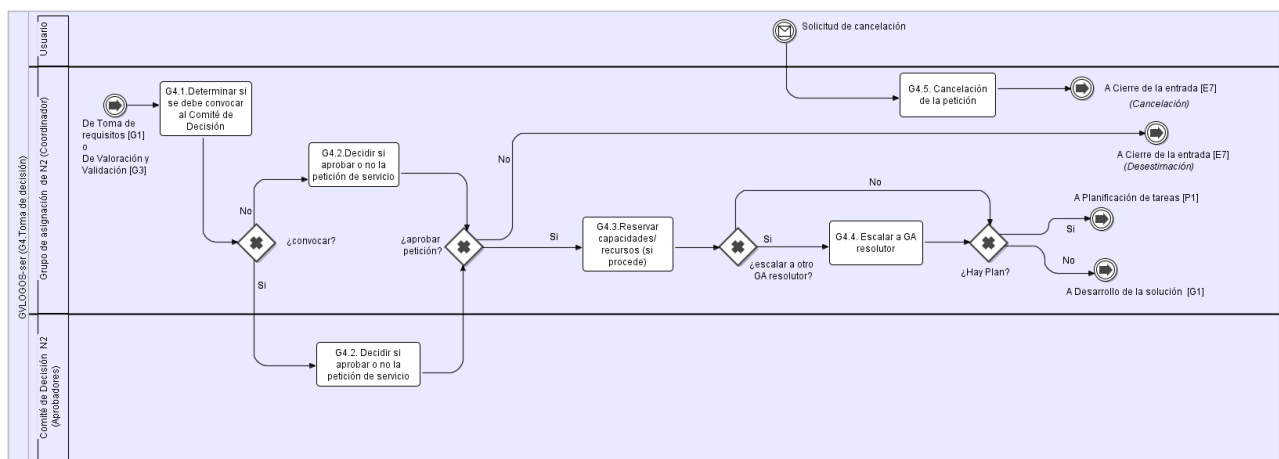 GVLOGOS-ser (G4.Toma de decisión)
Usuario
Solicitud de cancelación
Grupo de asignación de N2 (Coordinador)
De Toma de
requisitos [G1]
o
De Valoración y
Validación [G3]
G4.1.Determinar si
se debe convocar
al Comité de
Decisión
G4.5. Cancelación
de la petición
A Cierre de la entrada [E7]
(Cancelación)
G4.2.Decidir si
aprobar o no la
petición de servicio
No
A Cierre de la entrada [E7]
(Desestimación)
No
¿convocar?
Si
¿aprobar
petición?
Si
G4.3.Reservar
capacidades/
recursos (si
procede)
No
Si
¿escalar a otro
GA resolutor?
G4.4. Escalar a GA
resolutor
¿Hay Plan?
A Planificación de tareas [P1]
Si
No
A Desarrollo de la solución [G1]
Comité de Decisión N2
(Aprobadores)
G4.2. Decidir si
aprobar o no la
petición de servicio